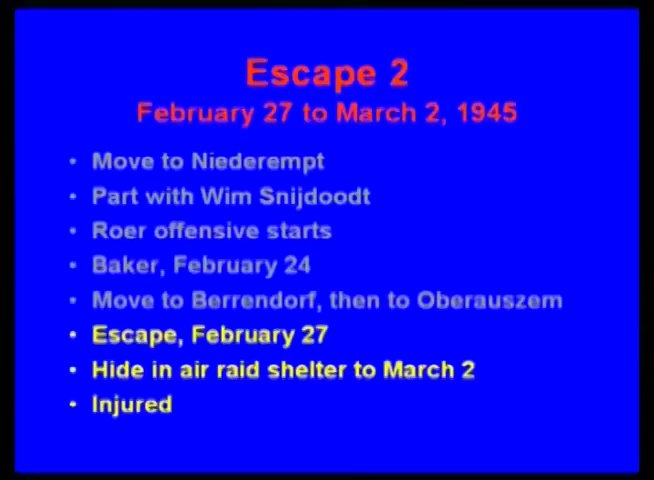 Escape 2
February 27 to March 2, 1945
• Move to Niederempt
• Part with Wim Snijdoodt
• Roer offensive starts
• Baker, February 24
• Move to Berrendorf, then to Oberauszem
• Escape, February 27
• Hide in air raid shelter to March 2
• Injured